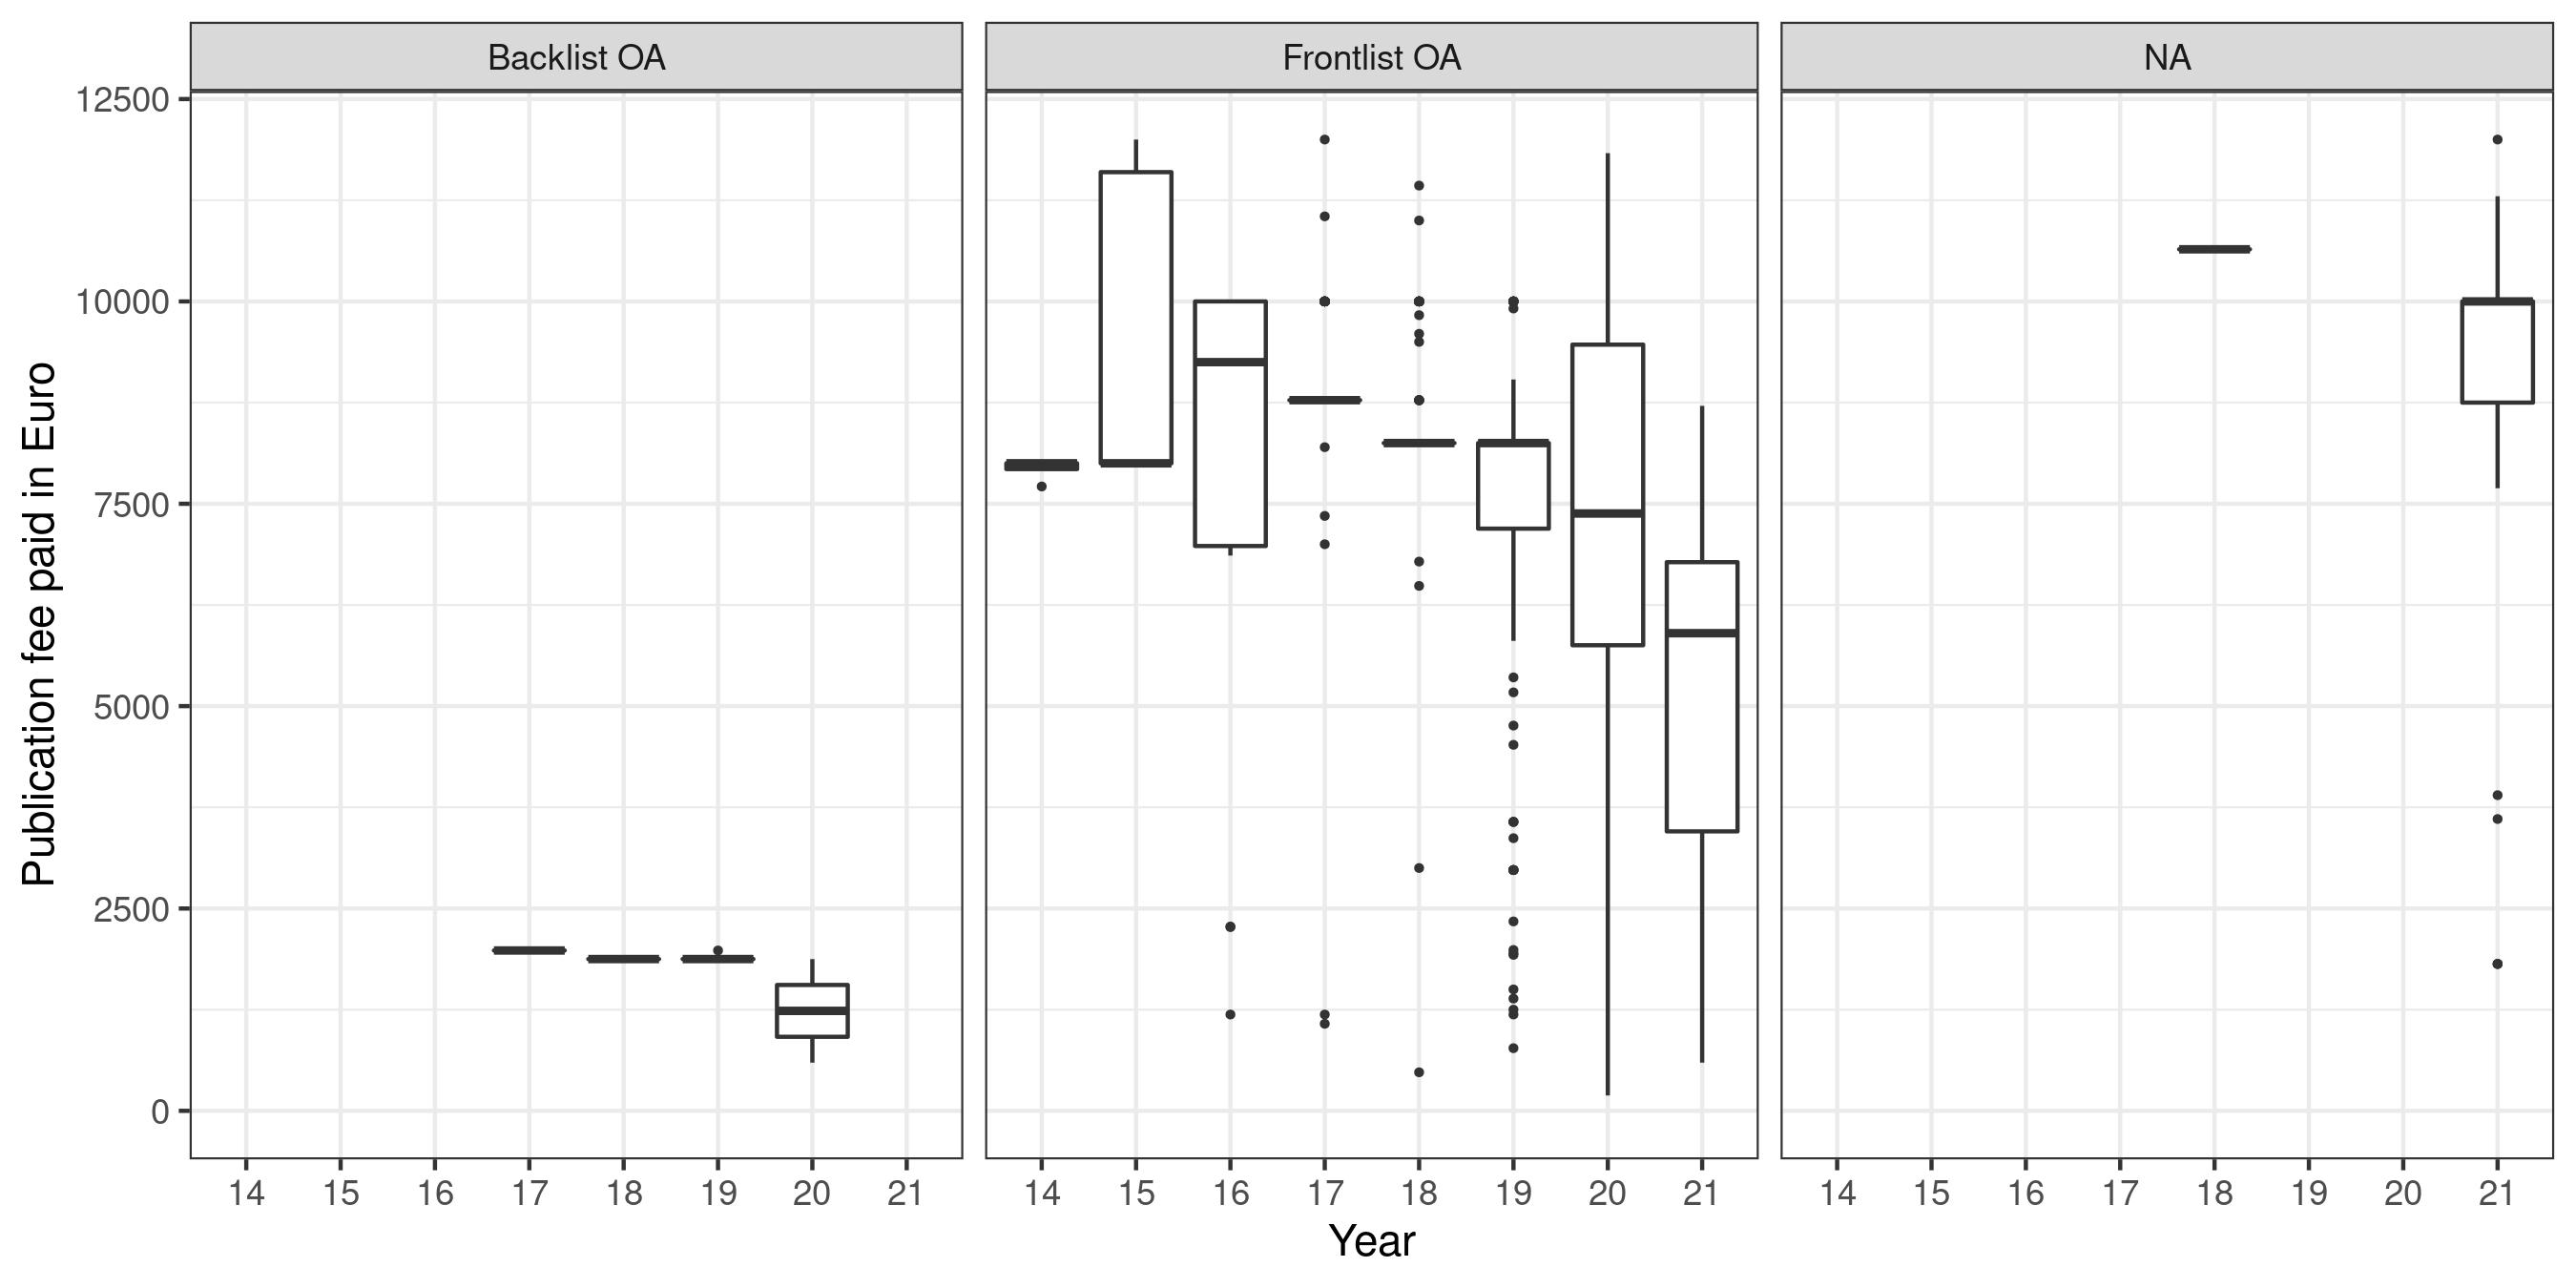 Backlist OA
Frontlist OA
NA
Publication fee paid in Euro
12500
10000
7500
5000
2500
0
14 15 16 17 18 19 20 21
14 15 16 17 18 19 20 21
14 15 16 17 18 19 20 21
Year